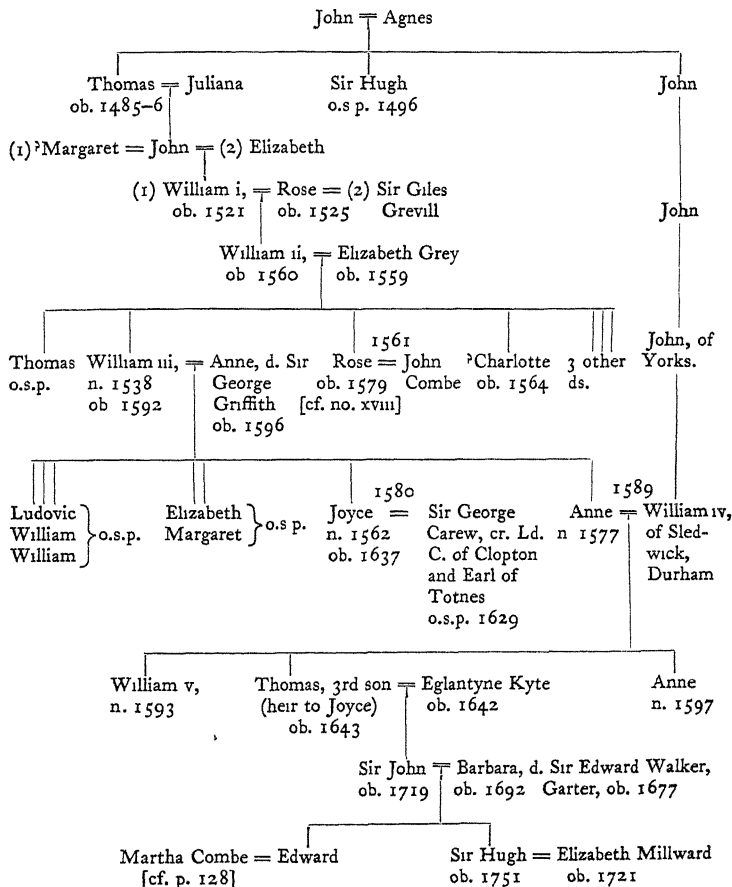 John = Agnes
Thomas = Juliana Sir Hugh John
ob. 1485-6 o.s p. 1496
(1) ?Margaret = John = (2) Elizabeth
(1) William i, = Rose = (2) Sir Giles
ob. 1521 ob. 1525 Grevill
John
William ii, = Elizabeth Grey
ob 1560 ob. 1559
1561
Thomas William iii, = Anne, d. Sir Rose = John ?Charlotte 3 other John, of
o.s.p. n. 1538 George ob. 1579 Combe ob. 1564 ds. Yorks.
ob 1592 Griffith [cf. no. xviii]
ob. 1596
1580 1589
Ludovic Elizabeth Joyce = Sir George Anne = William iv,
William } o.s.p. Margaret } o.s p. n. 1562 Carew, cr. Ld. n 1577 of Sled-
William ob. 1637 C. of Clopton wick,
and Earl of Durham
Totnes
o.s.p. 1629
William v, Thomas, 3rd son = Eglantyne Kyte Anne
n. 1593 (heir to Joyce) ob. 1642 n. 1597
ob. 1643
Sir John = Barbara, d. Sir Edward Walker,
ob. 1719 ob. 1692 Garter, ob. 1677
Martha Combe = Edward Sir Hugh = Elizabeth Millward
[cf. p. 128] ob. 1751 ob. 1721